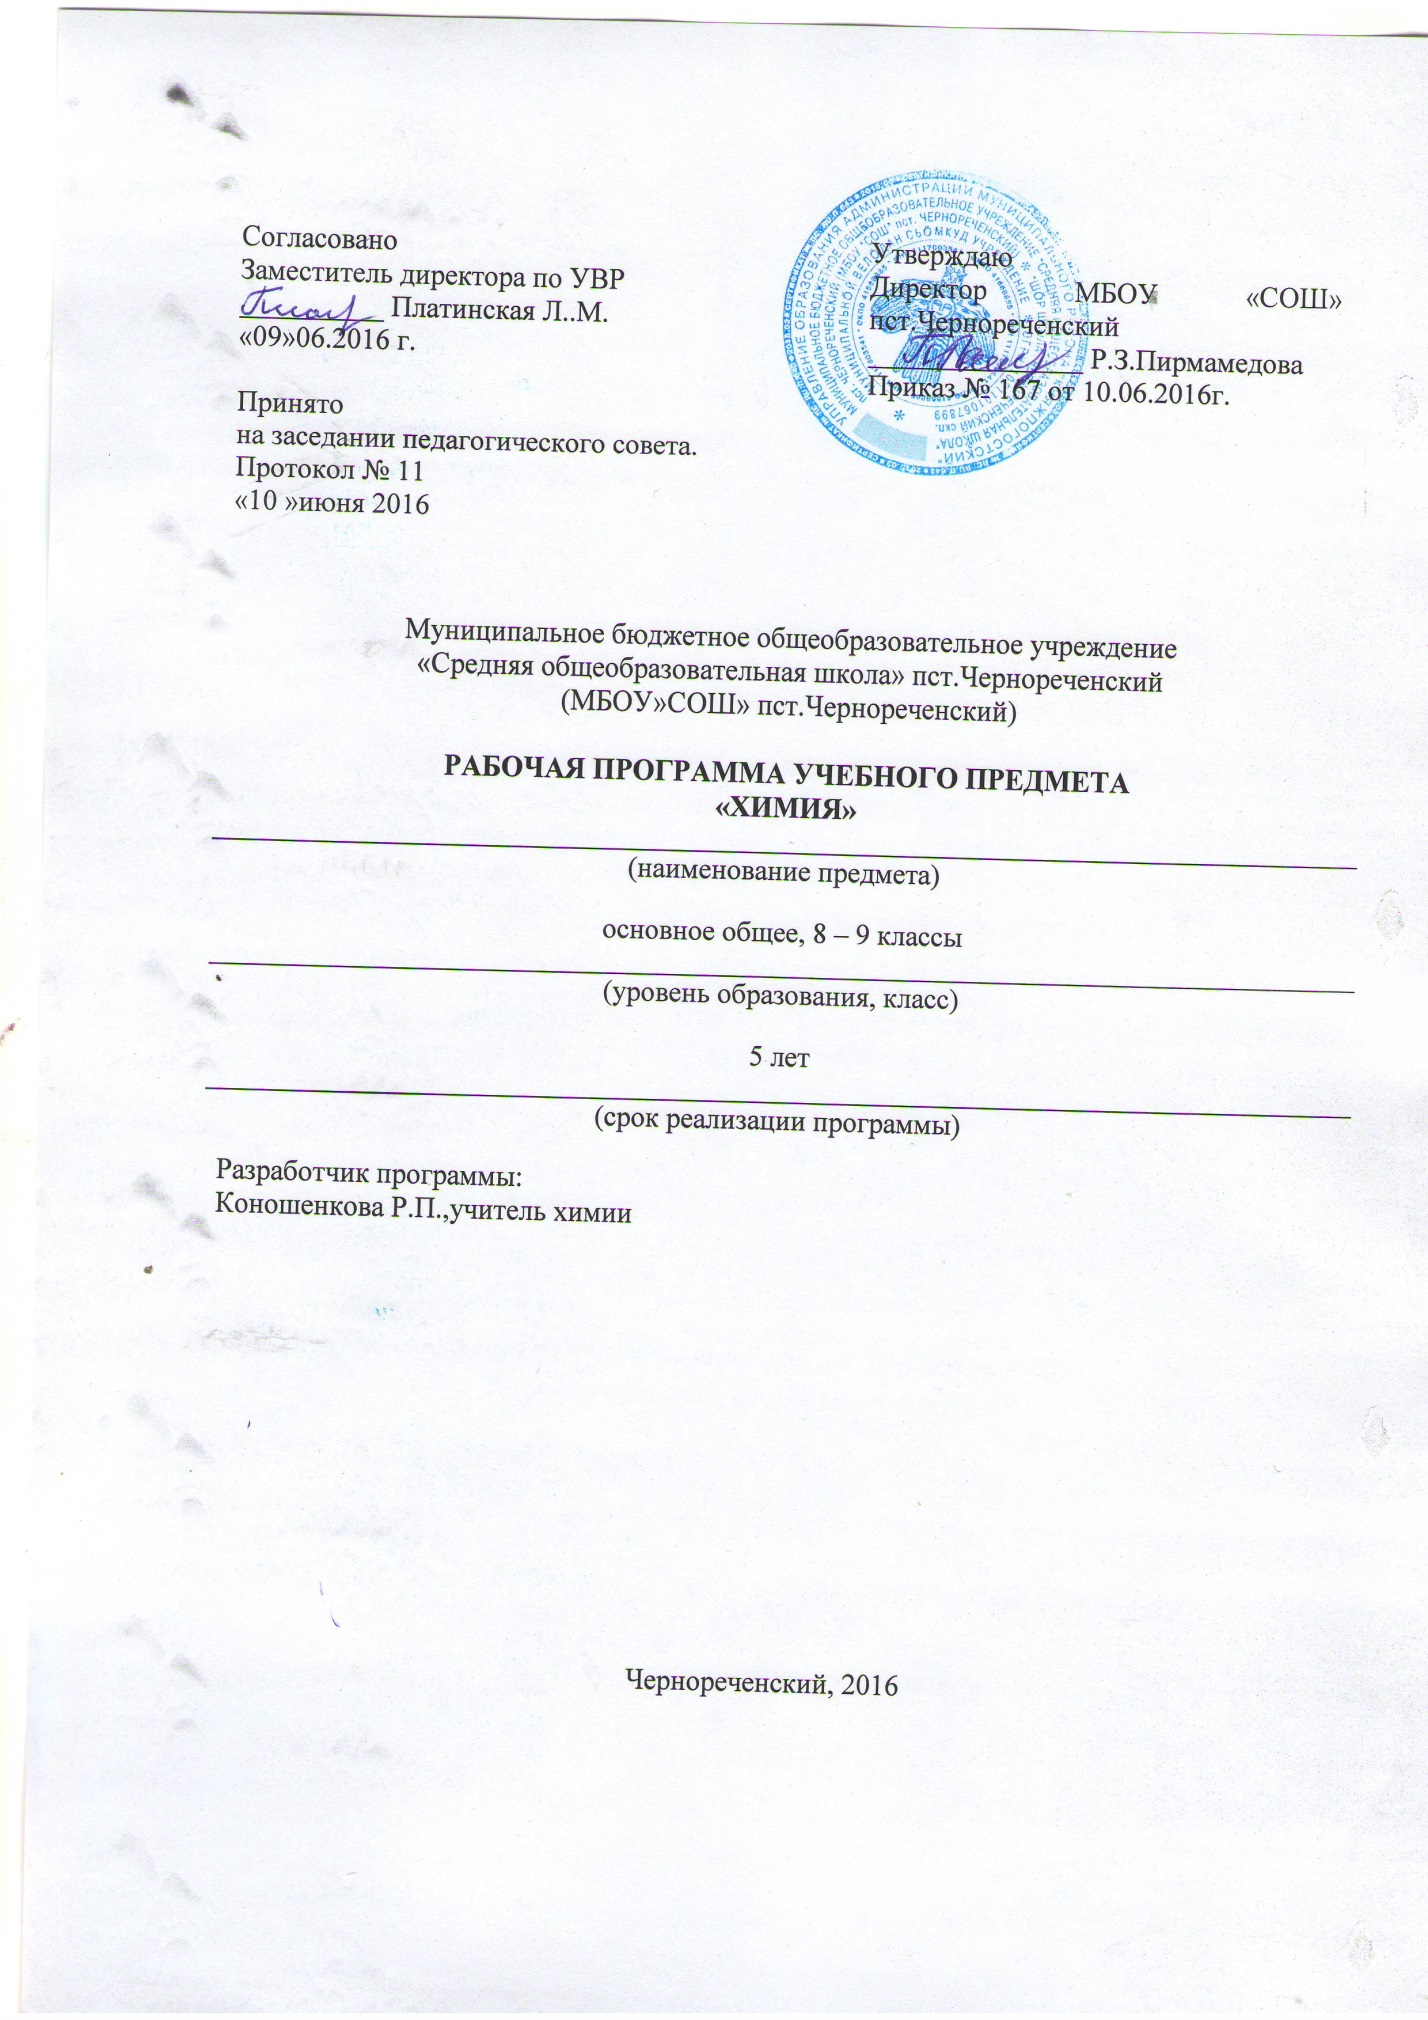 Согласовано
Заместитель директора по УВР
__________ Платинская Л..М.
«09»06.2016 г.
Принято
на заседании педагогического совета.
Протокол № 11
«10 »июня 2016
Утверждаю
Директор МБОУ «СОШ»
пст.Чернореченский
_______________ Р.З.Пирмамедова
Приказ № 167 от 10.06.2016г.
Муниципальное бюджетное общеобразовательное учреждение
«Средняя общеобразовательная школа» пст.Чернореченский
(МБОУ»СОШ» пст.Чернореченский)
РАБОЧАЯ ПРОГРАММА УЧЕБНОГО ПРЕДМЕТА
«ХИМИЯ»
(наименование предмета)
основное общее, 8 – 9 классы
(уровень образования, класс)
5 лет
(срок реализации программы)
Разработчик программы:
Коношенкова Р.П.,учитель химии
Чернореченский, 2016